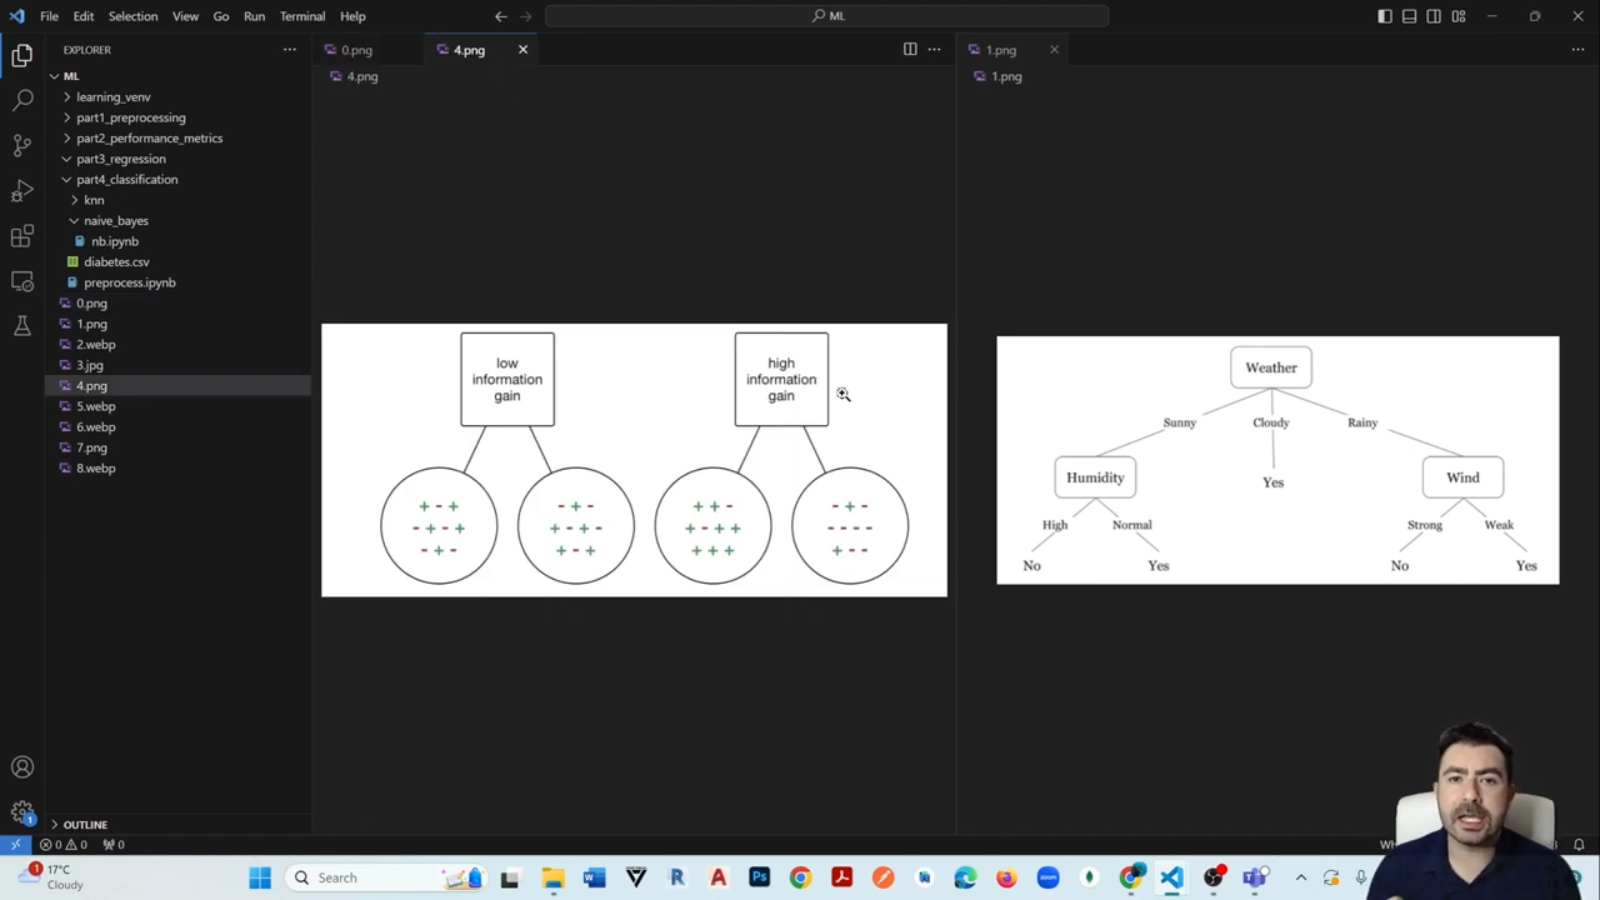 File Edit Selection View Go Run Terminal Help
ML
EXPLORER
0.png
4.png
1.png
ML
4.png
1.png
learning_venv
part1_preprocessing
part2_performance_metrics
part3_regression
part4_classification
knn
naive_bayes
nb.ipynb
diabetes.csv
preprocess.ipynb
0.png
1.png
2.webp
3.jpg
4.png
5.webp
6.webp
7.png
8.webp
low
information
gain
high
information
gain
+ - +
- + - +
- + -
- + -
+ - + -
+ - +
+ + -
+ - + +
+ + +
- + -
- - - -
+ - -
Weather
Sunny Cloudy Rainy
Humidity
Yes
Wind
High Normal
Strong Weak
No Yes
No Yes
OUTLINE
0 0 0
1
17°C
Cloudy
Search